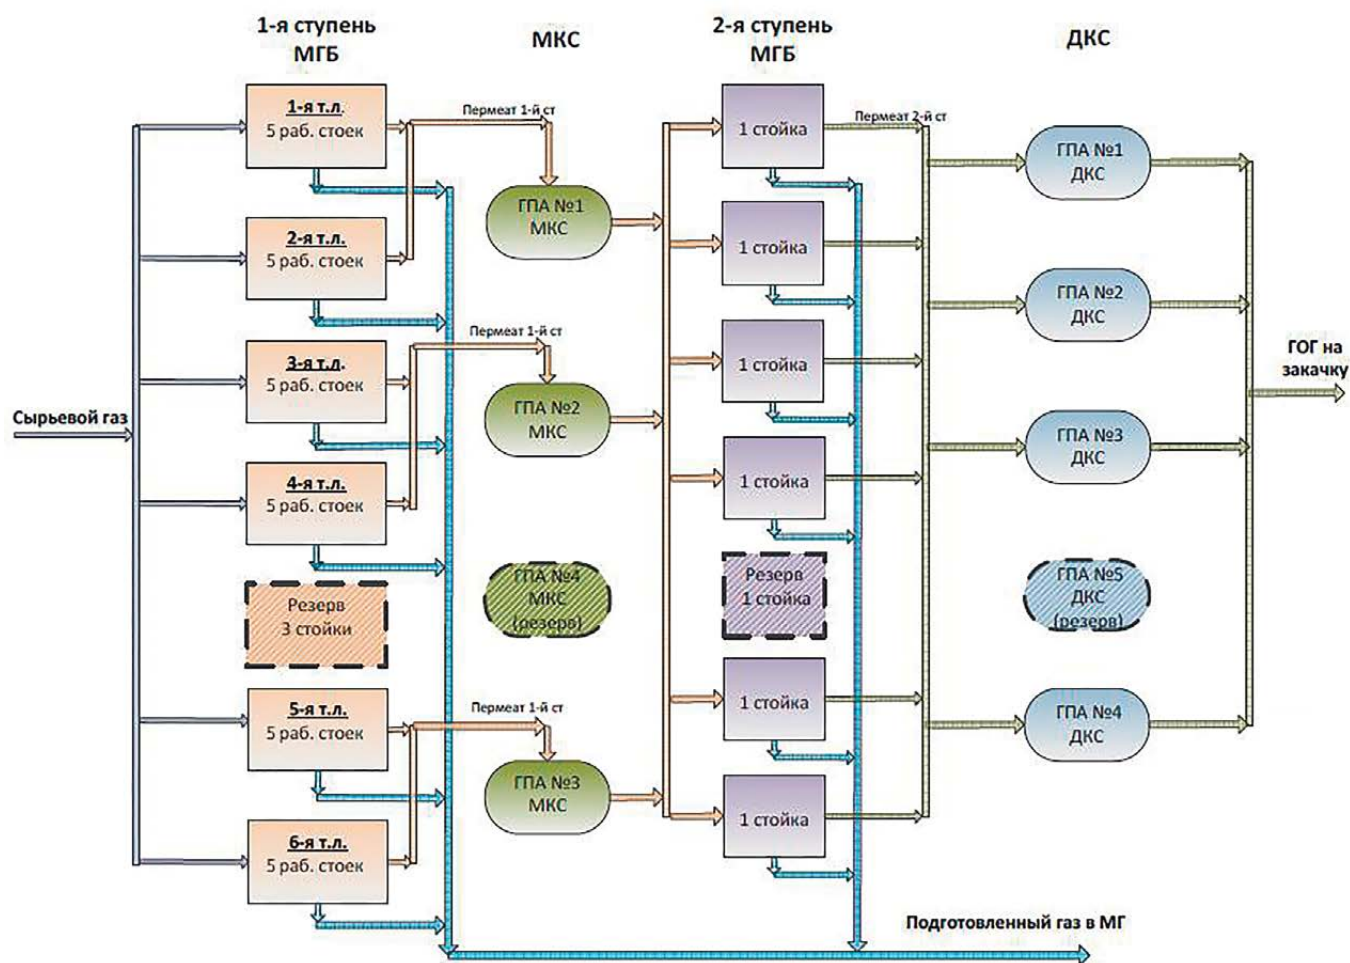 1-я ступень
МГБ
МКС
2-я ступень
МГБ
ДКС
Сырьевой газ
1-я т.л.
5 раб. стоек
2-я т.л.
5 раб. стоек
3-я т.л.
5 раб. стоек
4-я т.л.
5 раб. стоек
Резерв
3 стойки
5-я т.л.
5 раб. стоек
6-я т.л.
5 раб. стоек
Пермеат 1-й ст
ГПА №1
МКС
Пермеат 1-й ст
ГПА №2
МКС
ГПА №4
МКС
(резерв)
Пермеат 1-й ст
ГПА №3
МКС
1 стойка
1 стойка
1 стойка
1 стойка
Резерв
1 стойка
1 стойка
1 стойка
Пермеат 2-й ст
ГПА №1
ДКС
ГПА №2
ДКС
ГПА №3
ДКС
ГПА №5
ДКС
(резерв)
ГПА №4
ДКС
ГОГ на
закачку
Подготовленный газ в МГ